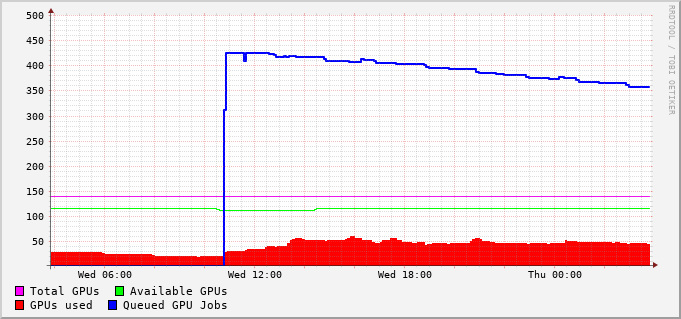 500
450
400
350
300
250
200
150
100
50
Wed 06:00 Wed 12:00 Wed 18:00 Thu 00:00
Total GPUs Available GPUs
GPUs used Queued GPU Jobs
RRDTOOL / TOBI OETIKER